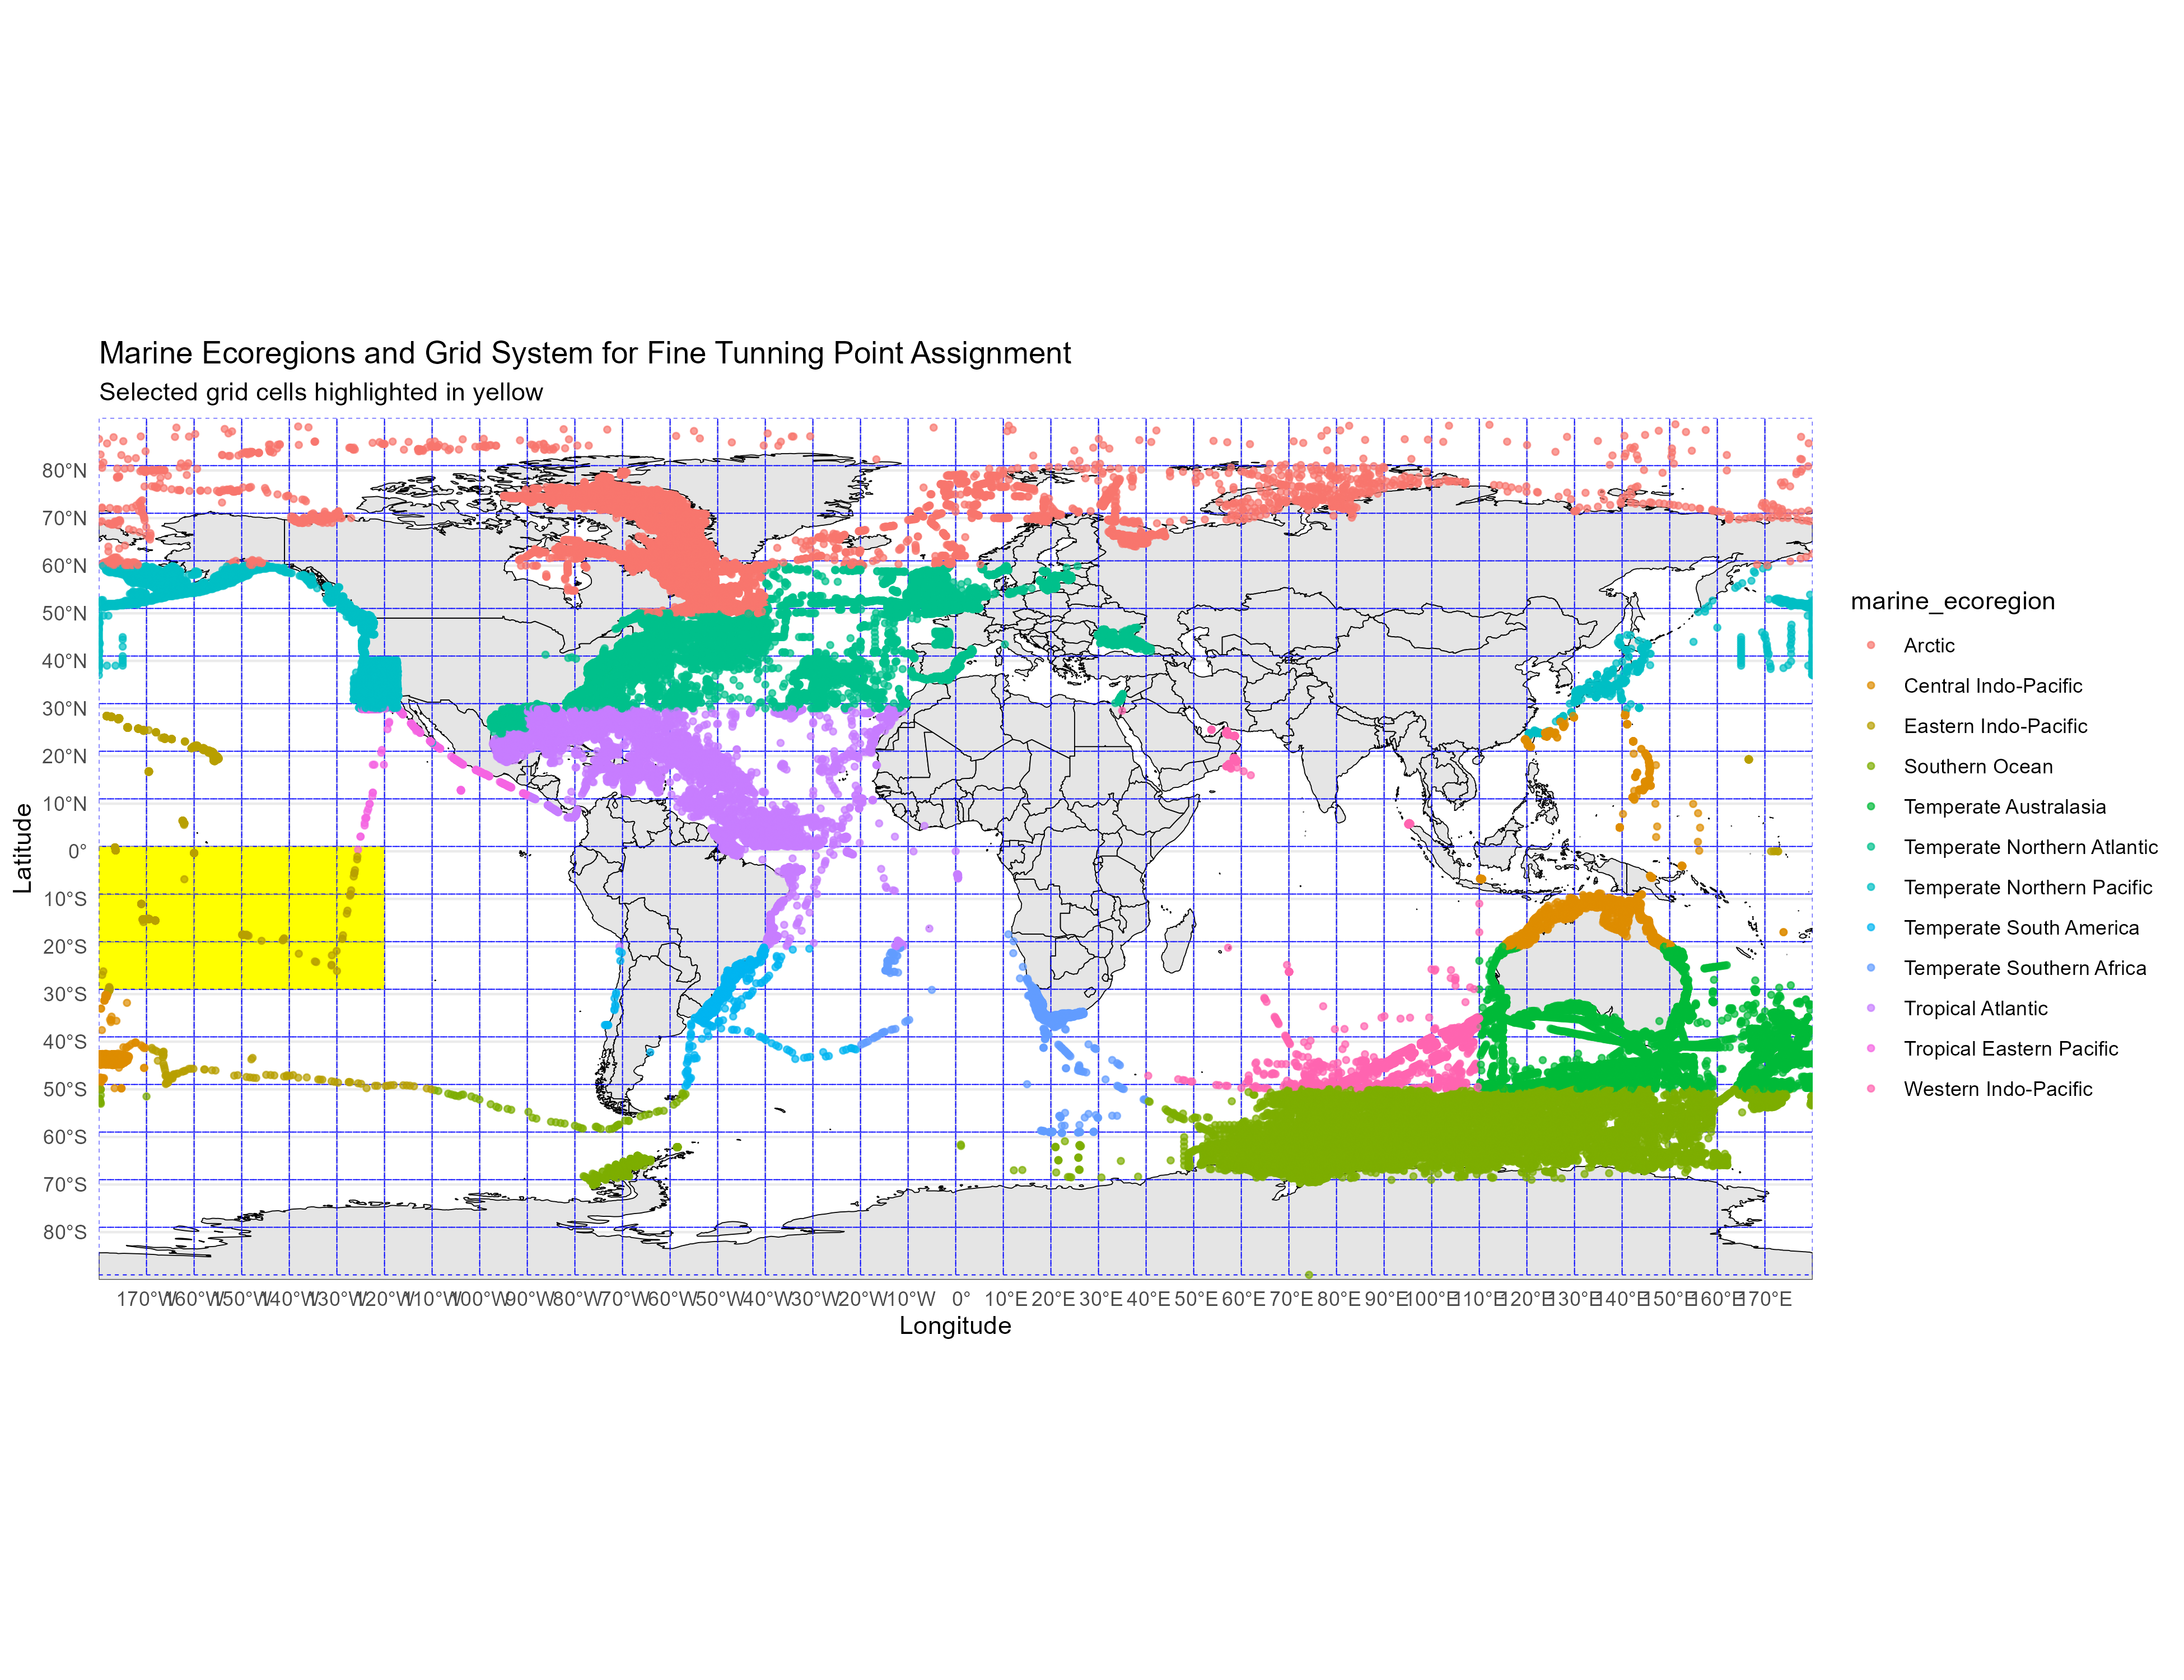 Marine Ecoregions and Grid System for Fine Tunning Point Assignment
Selected grid cells highlighted in yellow
80°N
70°N
60°N
50°N
40°N
30°N
20°N
10°N
0°
10°S
20°S
30°S
40°S
50°S
60°S
70°S
80°S
Latitude
170°W 160°W 150°W 140°W 130°W 120°W 110°W 100°W 90°W 80°W 70°W 60°W 50°W 40°W 30°W 20°W 10°W 0° 10°E 20°E 30°E 40°E 50°E 60°E 70°E 80°E 90°E 100°E 110°E 120°E 130°E 140°E 150°E 160°E 170°E
Longitude
marine_ecoregion
Arctic
Central Indo-Pacific
Eastern Indo-Pacific
Southern Ocean
Temperate Australasia
Temperate Northern Atlantic
Temperate Northern Pacific
Temperate South America
Temperate Southern Africa
Tropical Atlantic
Tropical Eastern Pacific
Western Indo-Pacific